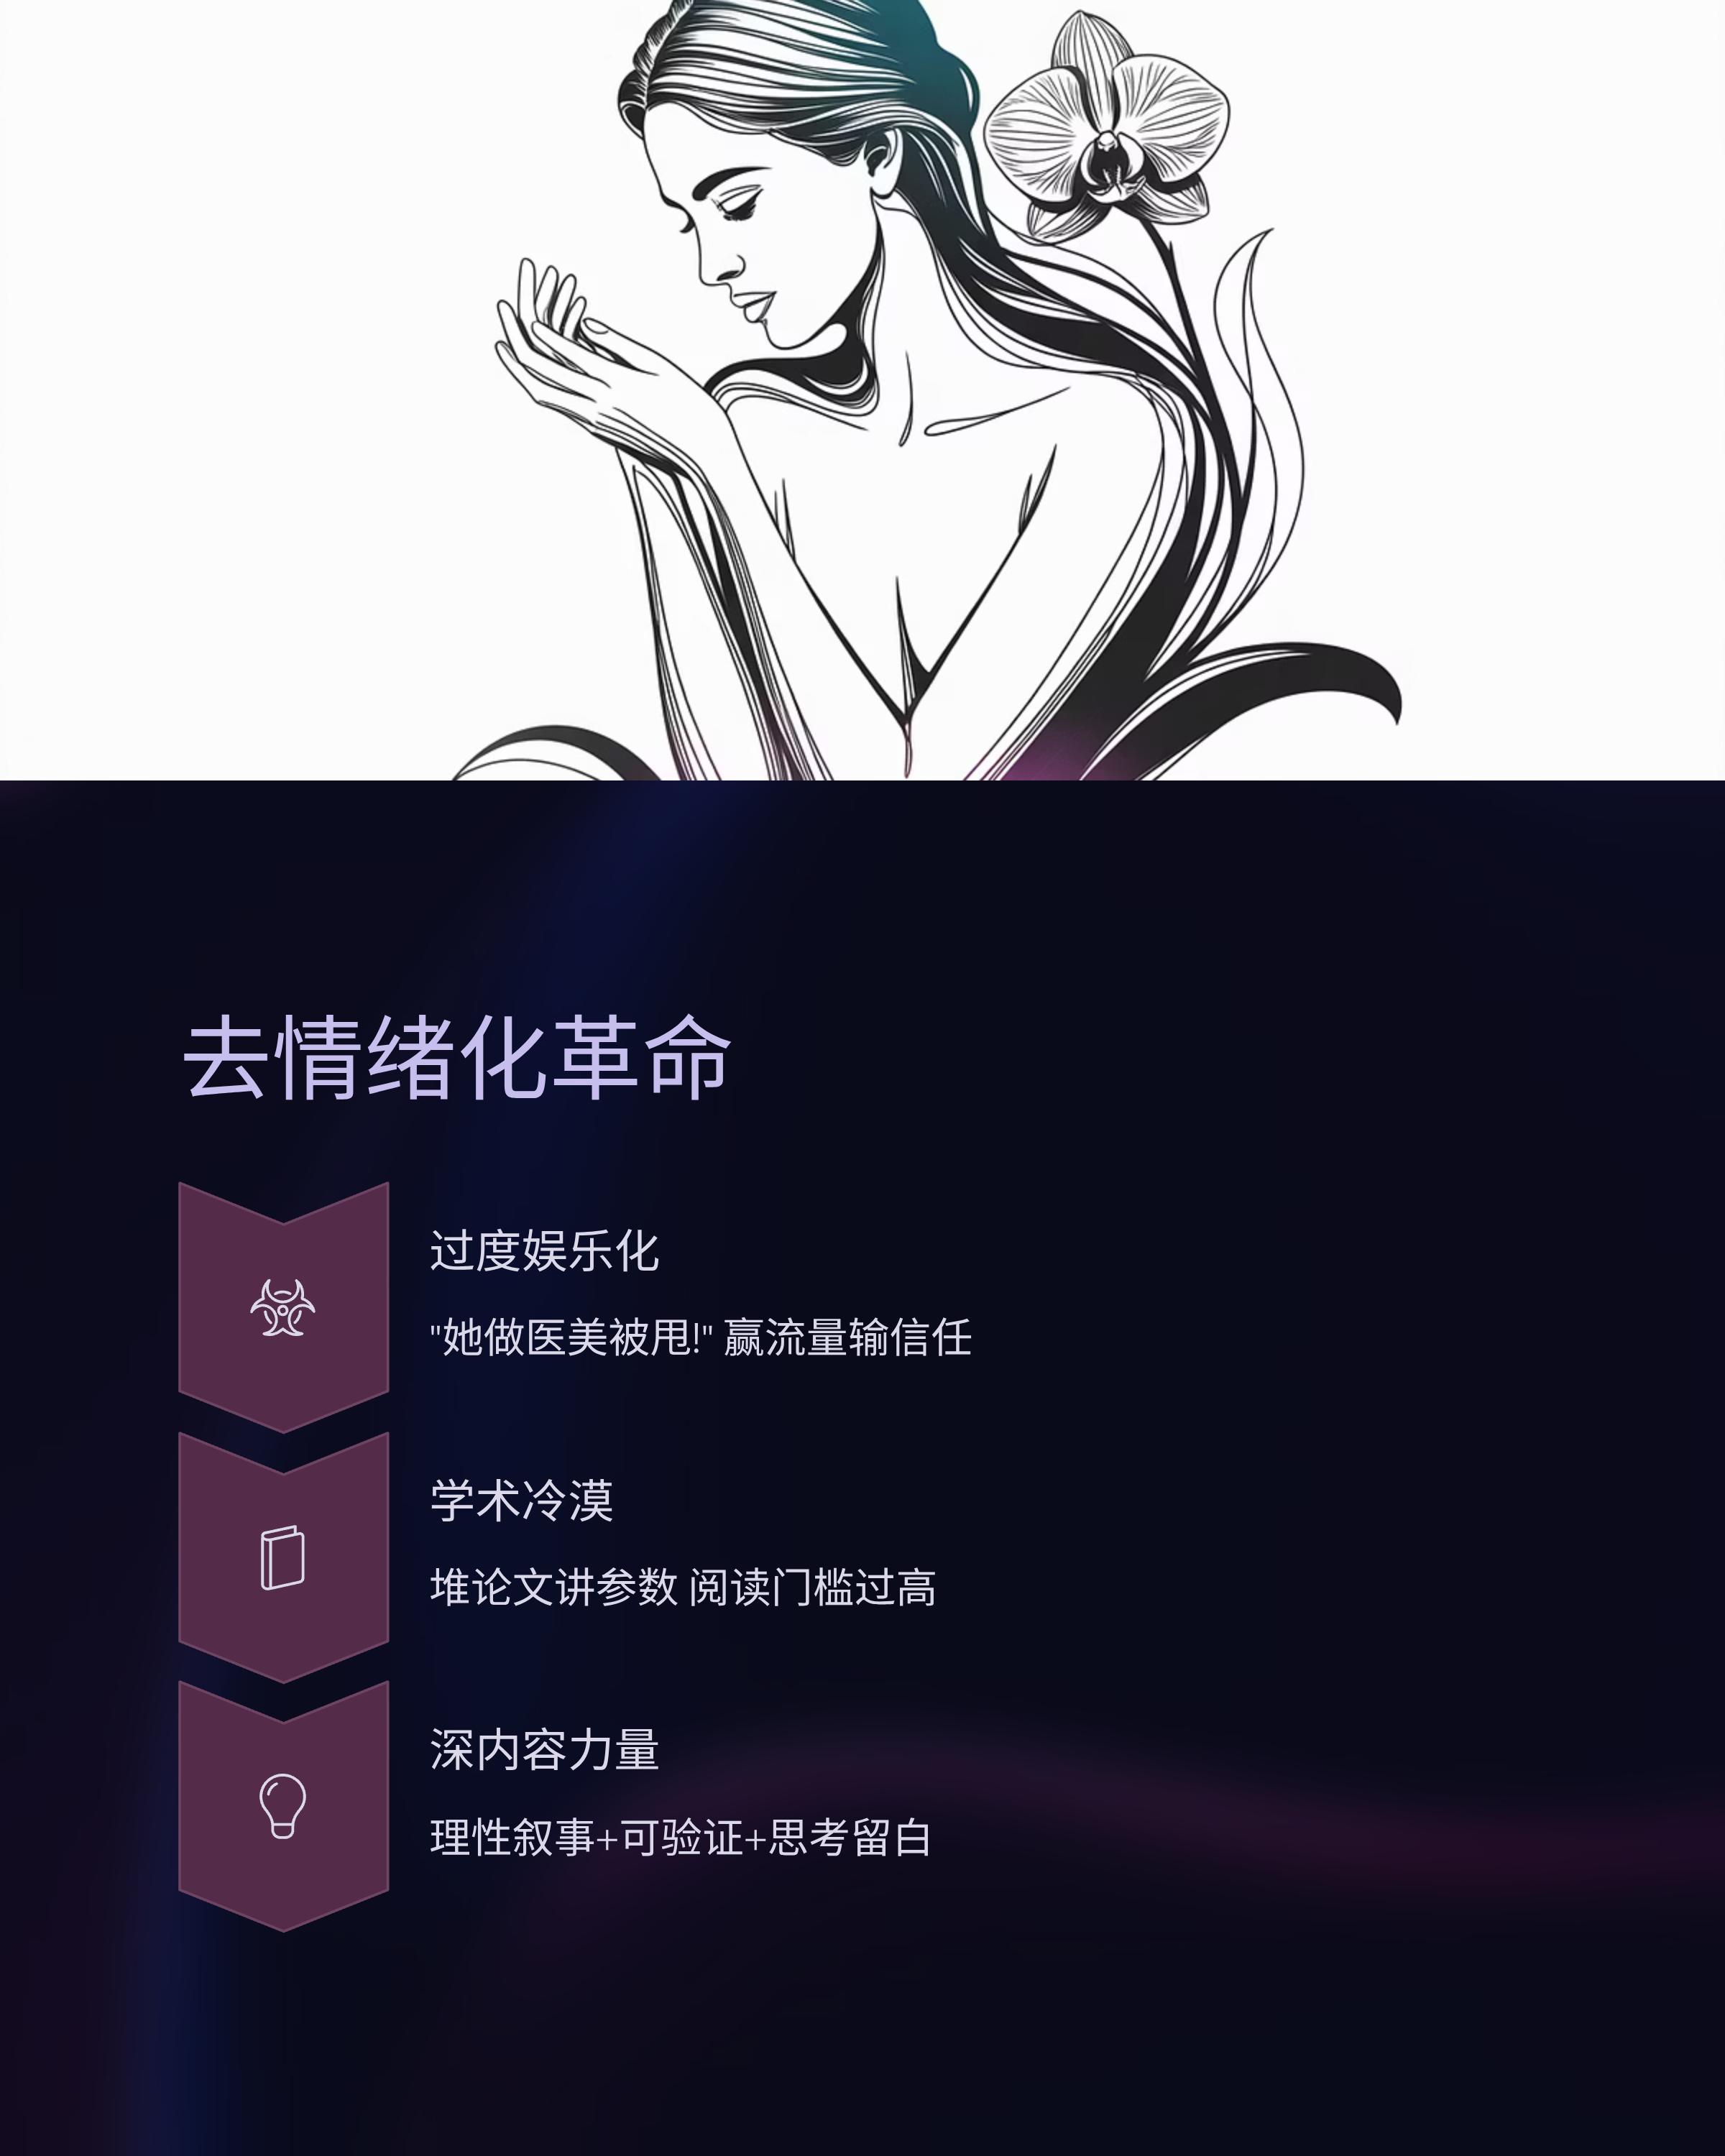 去情绪化革命
过度娱乐化
"她做医美被甩!" 赢流量输信任
学术冷漠
堆论文讲参数 阅读门槛过高
深内容力量
理性叙事+可验证+思考留白